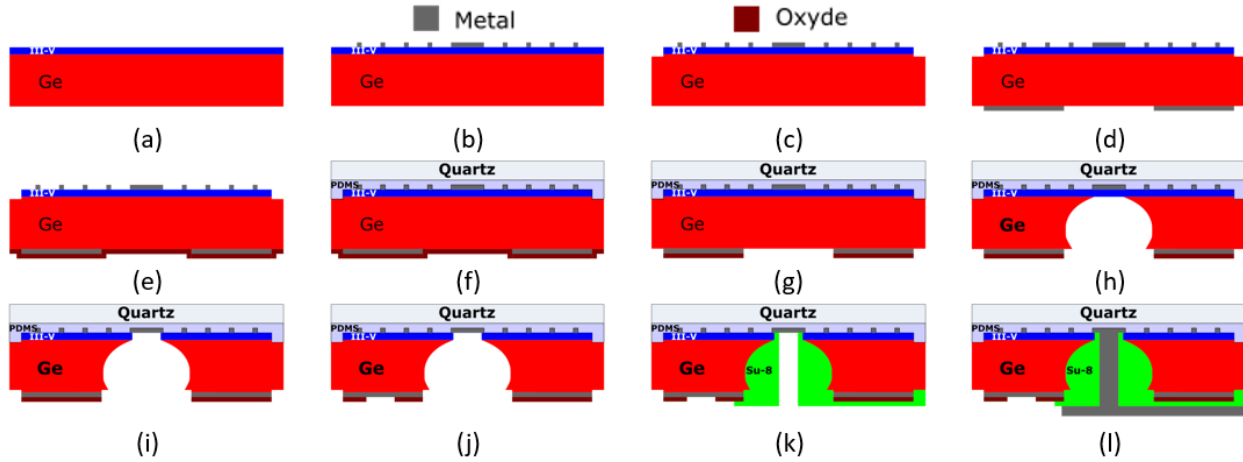 Metal Oxyde
III-V III-V III-V III-V
Ge Ge Ge Ge
(a) (b) (c) (d)
Quartz Quartz Quartz
III-V PDMS III-V PDMS III-V PDMS III-V
Ge Ge Ge Ge
(e) (f) (g) (h)
Quartz Quartz Quartz Quartz
PDMS III-V PDMS III-V PDMS III-V PDMS III-V
Ge Ge Ge Su-8 Ge Su-8
(i) (j) (k) (l)